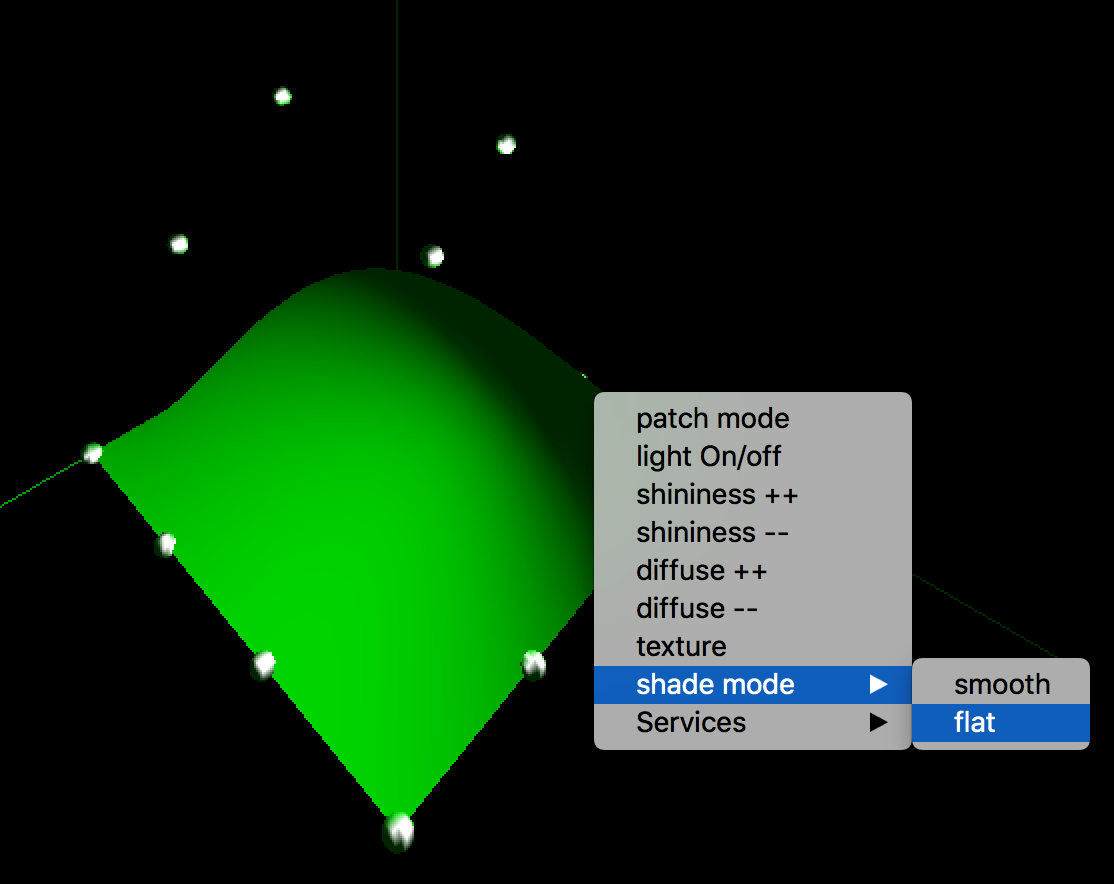 patch mode
light On/off
shininess ++
shininess --
diffuse ++
diffuse --
texture
shade mode
smooth
Services
flat